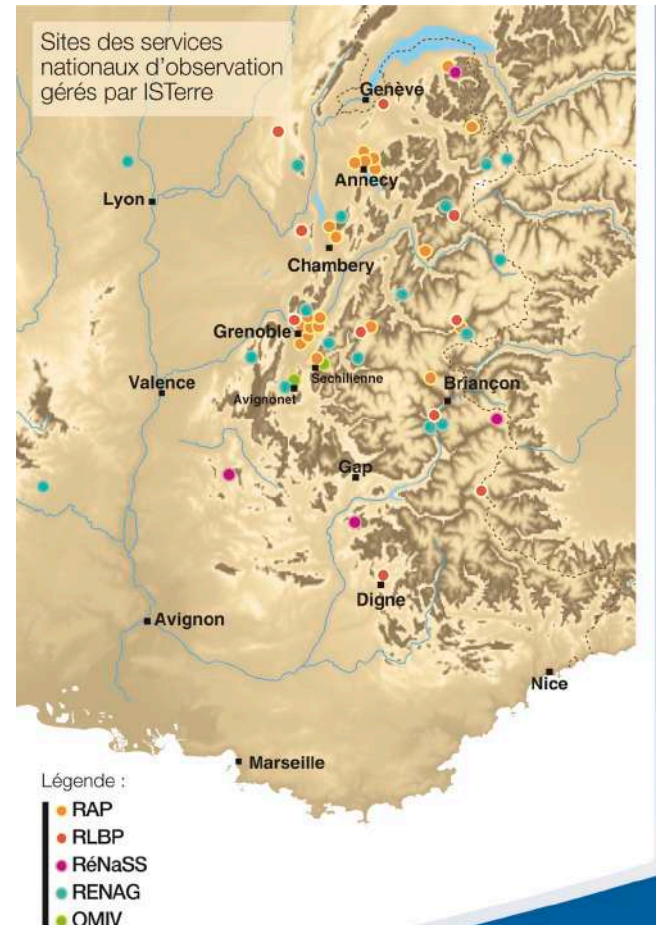 Sites des services
nationaux d'observation
gérés par ISTerre
Genève
Annecy
Lyon
Chambery
Grenoble
Sechilienne
Valence
Avignonet
Briançon
Gap
Digne
Avignon
Nice
Marseille
Légende :
RAP
RLBP
RéNaSS
RENAG
OMIV